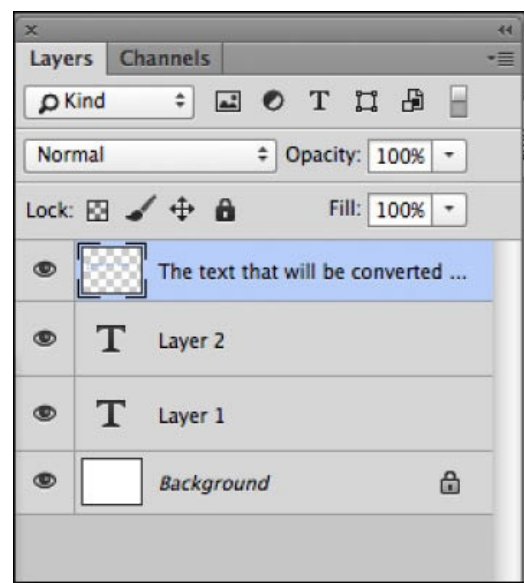 Layers Channels
Kind T
Normal Opacity: 100%
Lock: Fill: 100%
The text that will be converted ...
T Layer 2
T Layer 1
Background